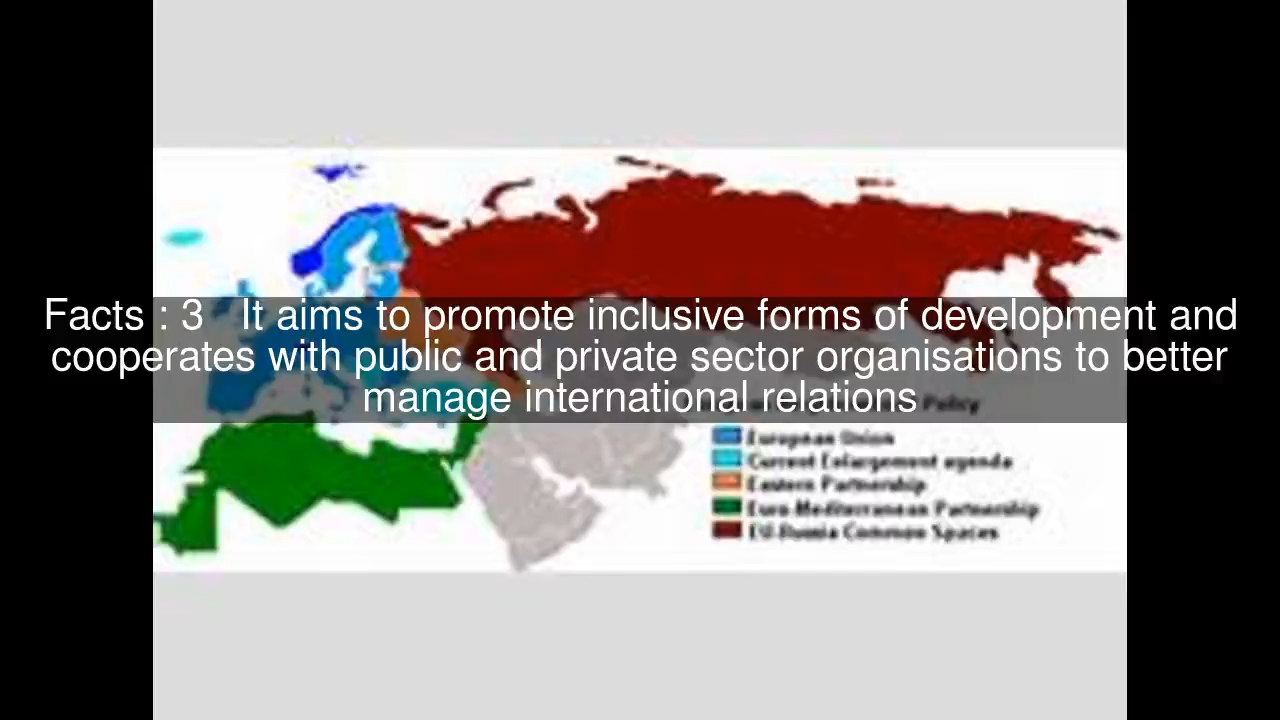 Facts : 3 It aims to promote inclusive forms of development and
cooperates with public and private sector organisations to better
manage international relations
Policy
European Union
Current Enlargement agenda
Eastern Partnership
Euro-Mediterranean Partnership
EU-Russia Common Spaces